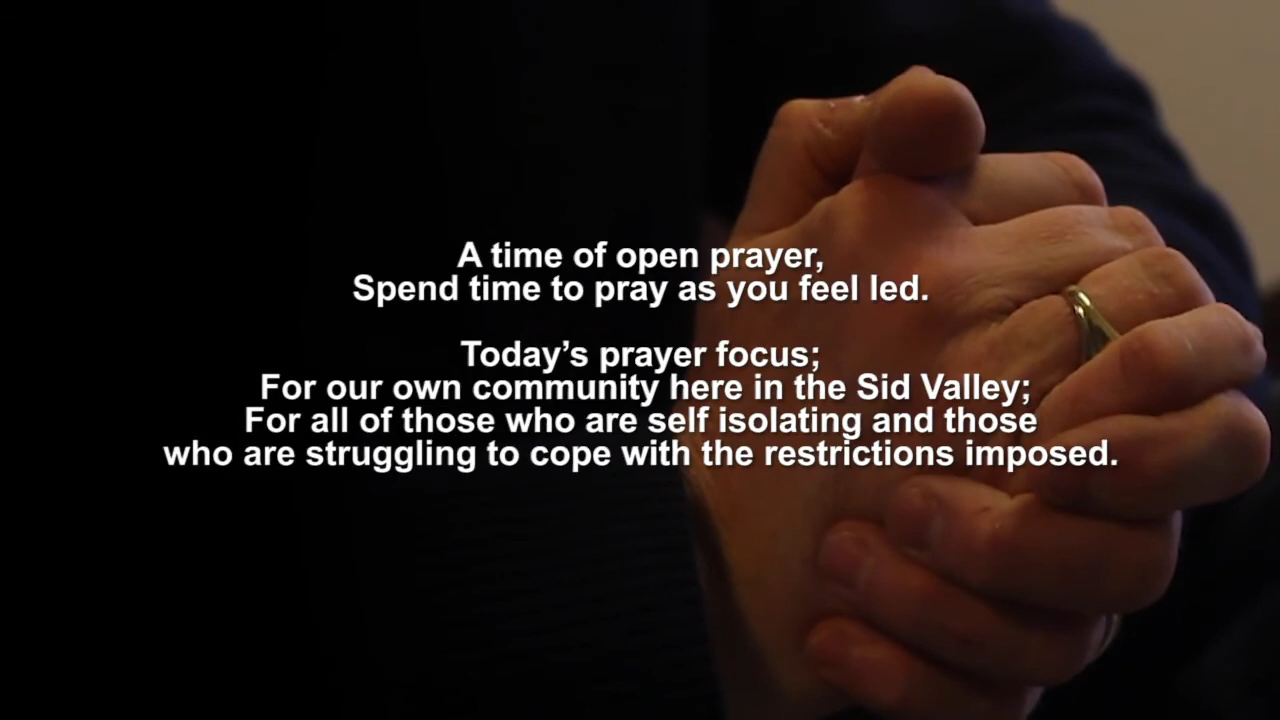 A time of open prayer,
Spend time to pray as you feel led.
Today’s prayer focus;
For our own community here in the Sid Valley;
For all of those who are self isolating and those
who are struggling to cope with the restrictions imposed.